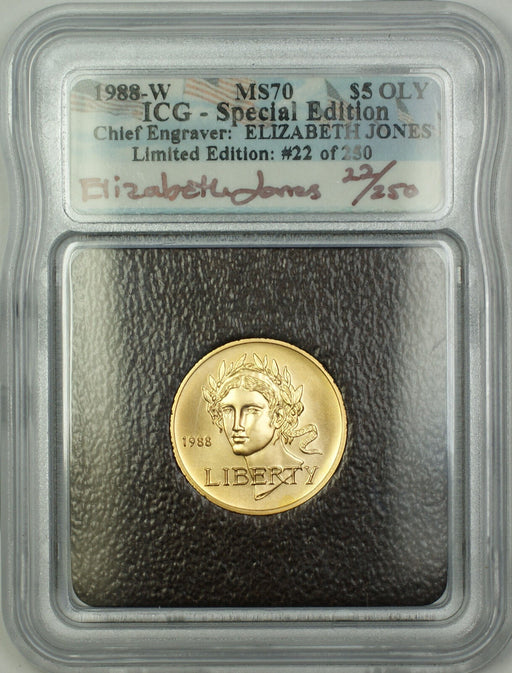 1988-W MS70 $5 OLY
ICG - Special Edition
Chief Engraver: ELIZABETH JONES
Limited Edition: #22 of 250
Elizabeth Jones 22/250
1988
LIBERTY